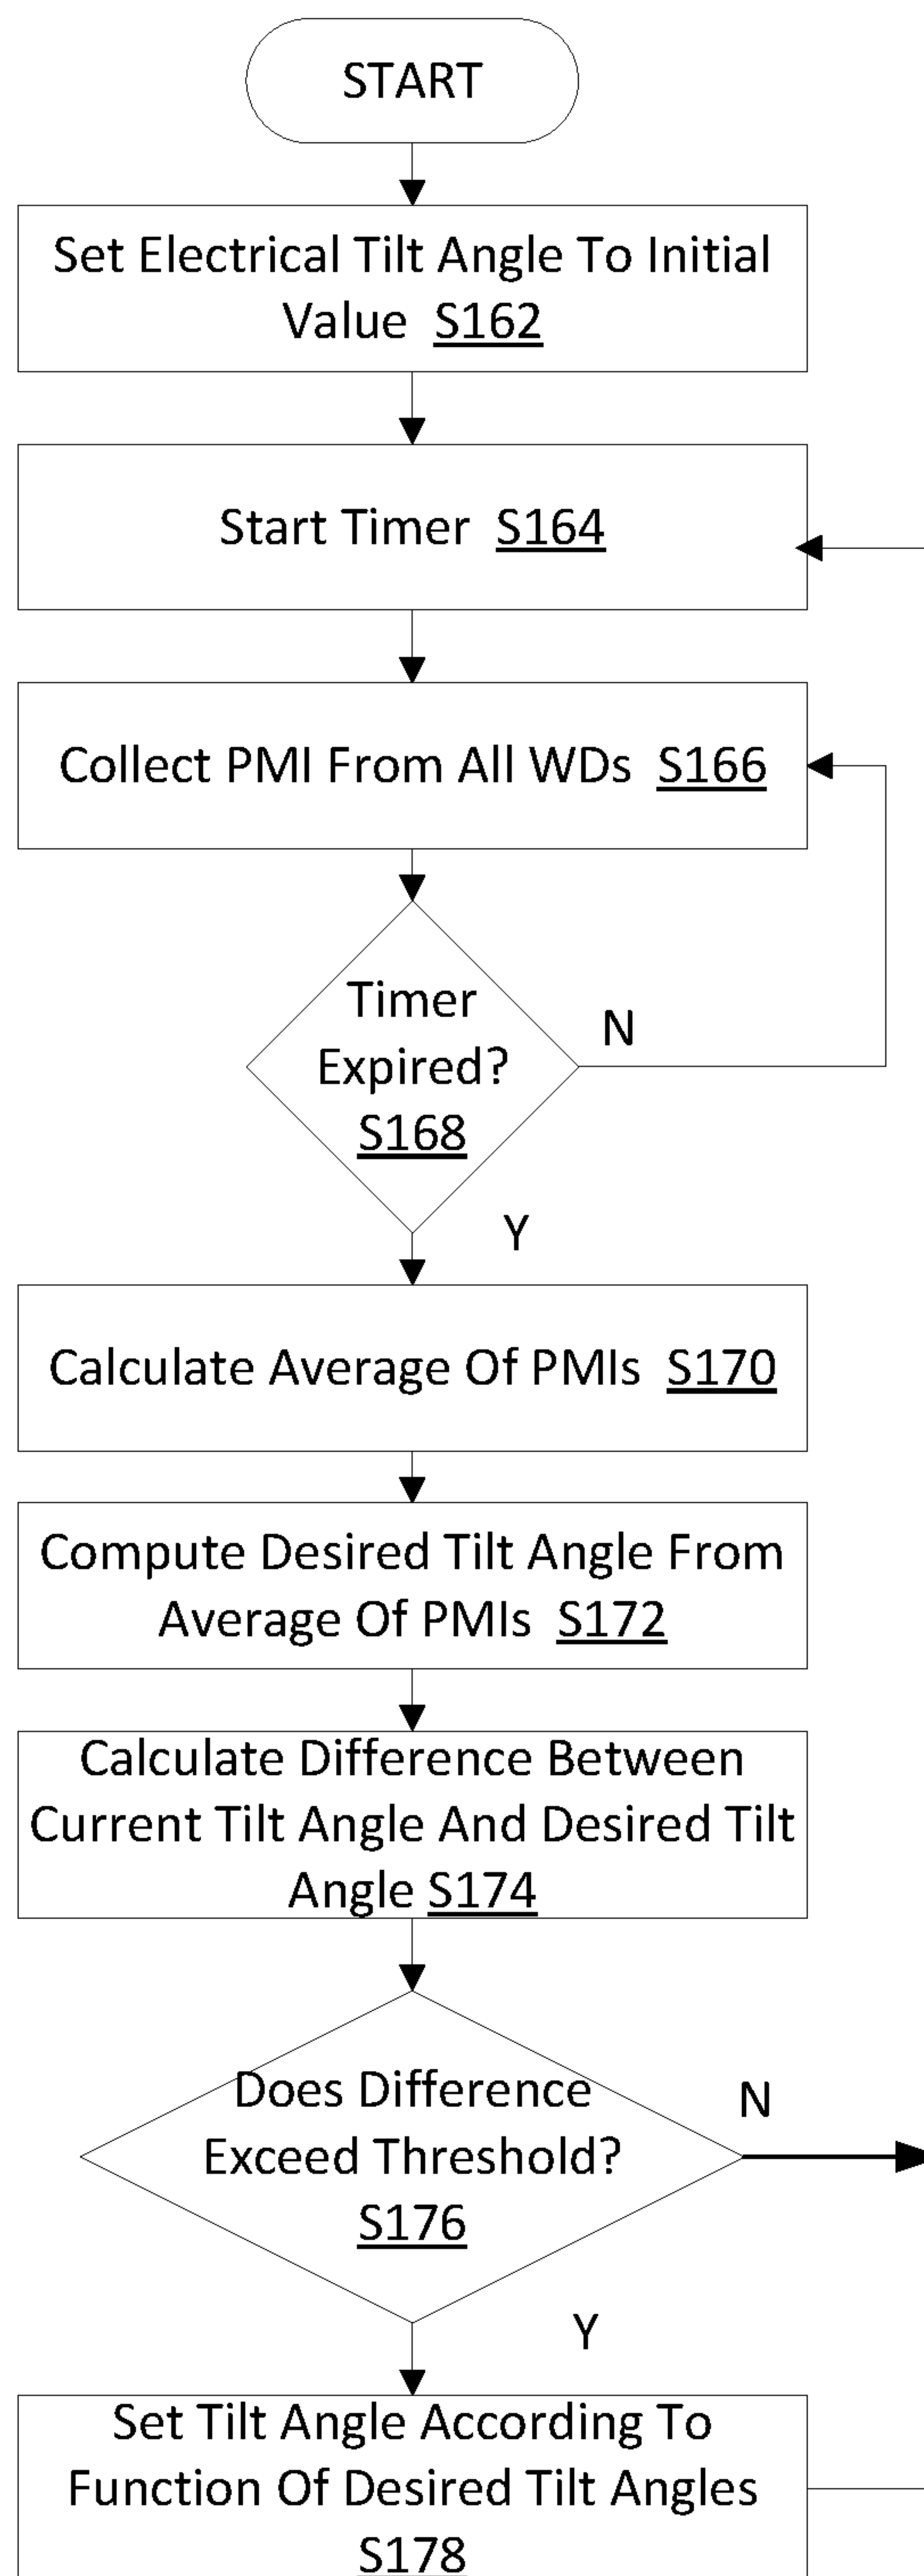 START
Set Electrical Tilt Angle To Initial
Value S162
Start Timer S164
Collect PMI From All WDs S166
Timer
Expired?
S168
N
Y
Calculate Average Of PMIs S170
Compute Desired Tilt Angle From
Average Of PMIs S172
Calculate Difference Between
Current Tilt Angle And Desired Tilt
Angle S174
Does Difference
Exceed Threshold?
S176
N
Y
Set Tilt Angle According To
Function Of Desired Tilt Angles
S178